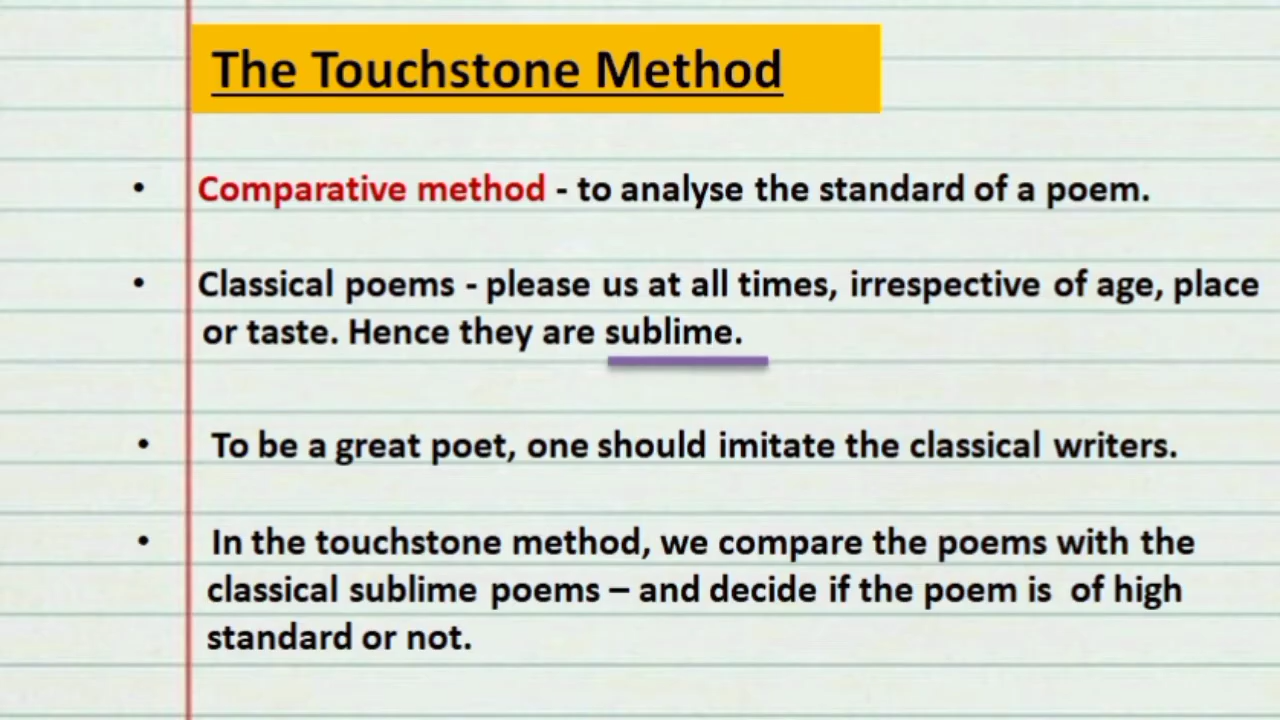 The Touchstone Method
• Comparative method - to analyse the standard of a poem.
• Classical poems - please us at all times, irrespective of age, place
or taste. Hence they are sublime.
• To be a great poet, one should imitate the classical writers.
• In the touchstone method, we compare the poems with the
classical sublime poems – and decide if the poem is of high
standard or not.